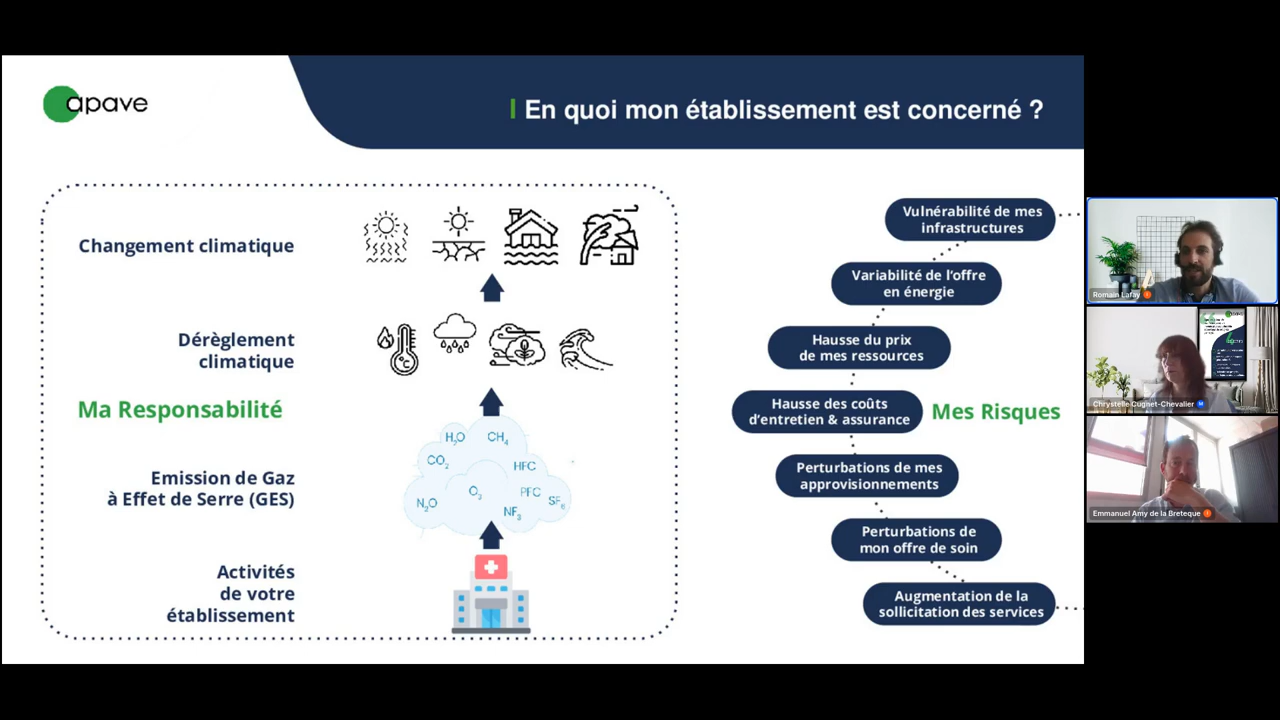 apave
En quoi mon établissement est concerné ?
Changement climatique
Dérèglement
climatique
Ma Responsabilité
Emission de Gaz
à Effet de Serre (GES)
H2O
CH4
CO2
HFC
O3
PFC
N2O
SF6
NF3
Activités
de votre
établissement
Vulnérabilité de mes
infrastructures
Variabilité de l'offre
en énergie
Hausse du prix
de mes ressources
Hausse des coûts
d'entretien & assurance
Mes Risques
Perturbations de mes
approvisionnements
Perturbations de
mon offre de soin
Augmentation de la
sollicitation des services
Romain Lafay
Chrystelle Cugnet-Chevalier
Emmanuel Amy de la Breteque